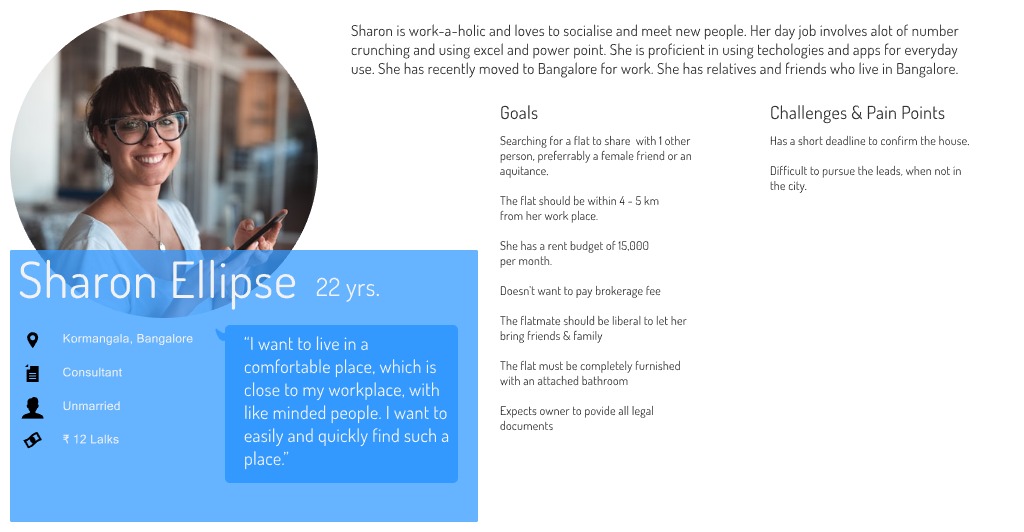 Sharon is work-a-holic and loves to socialise and meet new people. Her day job involves alot of number
crunching and using excel and power point. She is proficient in using techologies and apps for everyday
use. She has recently moved to Bangalore for work. She has relatives and friends who live in Bangalore.
Goals
Searching for a flat to share with 1 other
person, preferrably a female friend or an
aquitance.
The flat should be within 4 - 5 km
from her work place.
She has a rent budget of 15,000
per month.
Doesn't want to pay brokerage fee
The flatmate should be liberal to let her
bring friends & family
The flat must be completely furnished
with an attached bathroom
Expects owner to povide all legal
documents
Challenges & Pain Points
Has a short deadline to confirm the house.
Difficult to pursue the leads, when not in
the city.
Sharon Ellipse 22 yrs.
Kormangala, Bangalore
Consultant
Unmarried
₹ 12 Lalks
“I want to live in a
comfortable place, which is
close to my workplace, with
like minded people. I want to
easily and quickly find such a
place.”